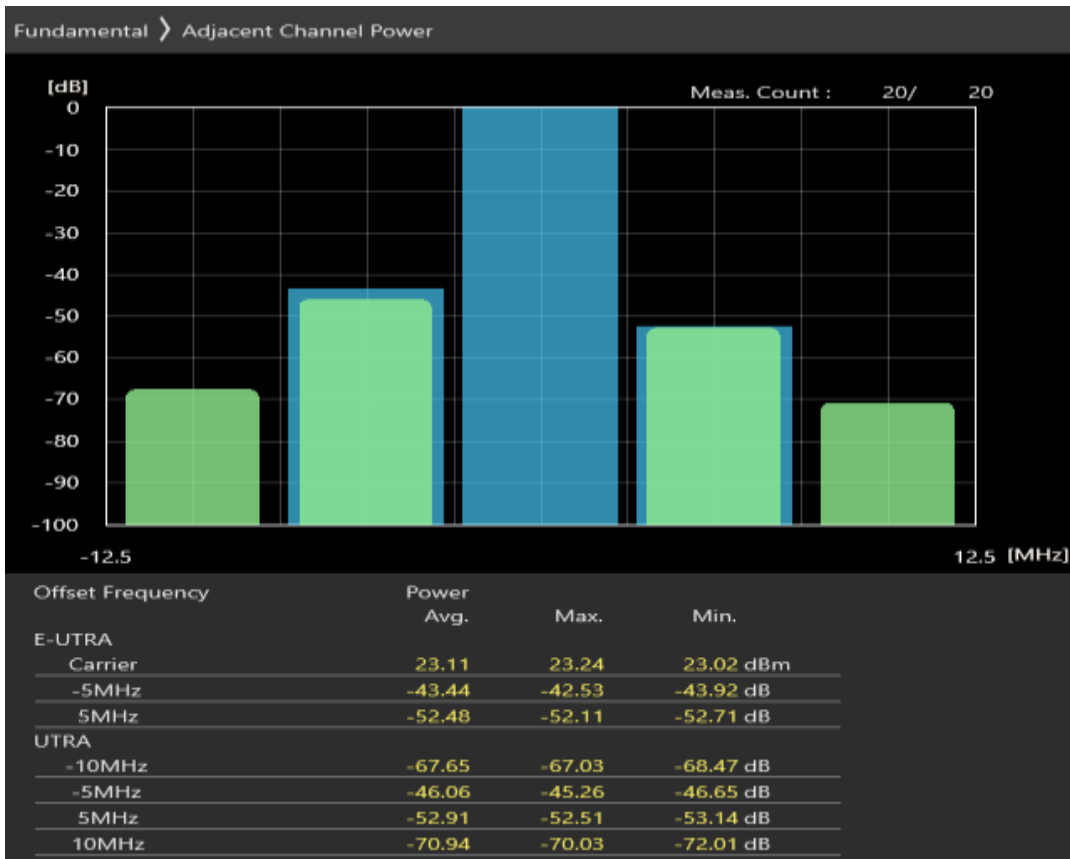 Fundamental ❯ Adjacent Channel Power
[dB]
Meas. Count : 20/ 20
0
-10
-20
-30
-40
-50
-60
-70
-80
-90
-100
-12.5 12.5 [MHz]
Offset Frequency Power
Avg. Max. Min.
E-UTRA
Carrier 23.11 23.24 23.02 dBm
-5MHz -43.44 -42.53 -43.92 dB
5MHz -52.48 -52.11 -52.71 dB
UTRA
-10MHz -67.65 -67.03 -68.47 dB
-5MHz -46.06 -45.26 -46.65 dB
5MHz -52.91 -52.51 -53.14 dB
10MHz -70.94 -70.03 -72.01 dB